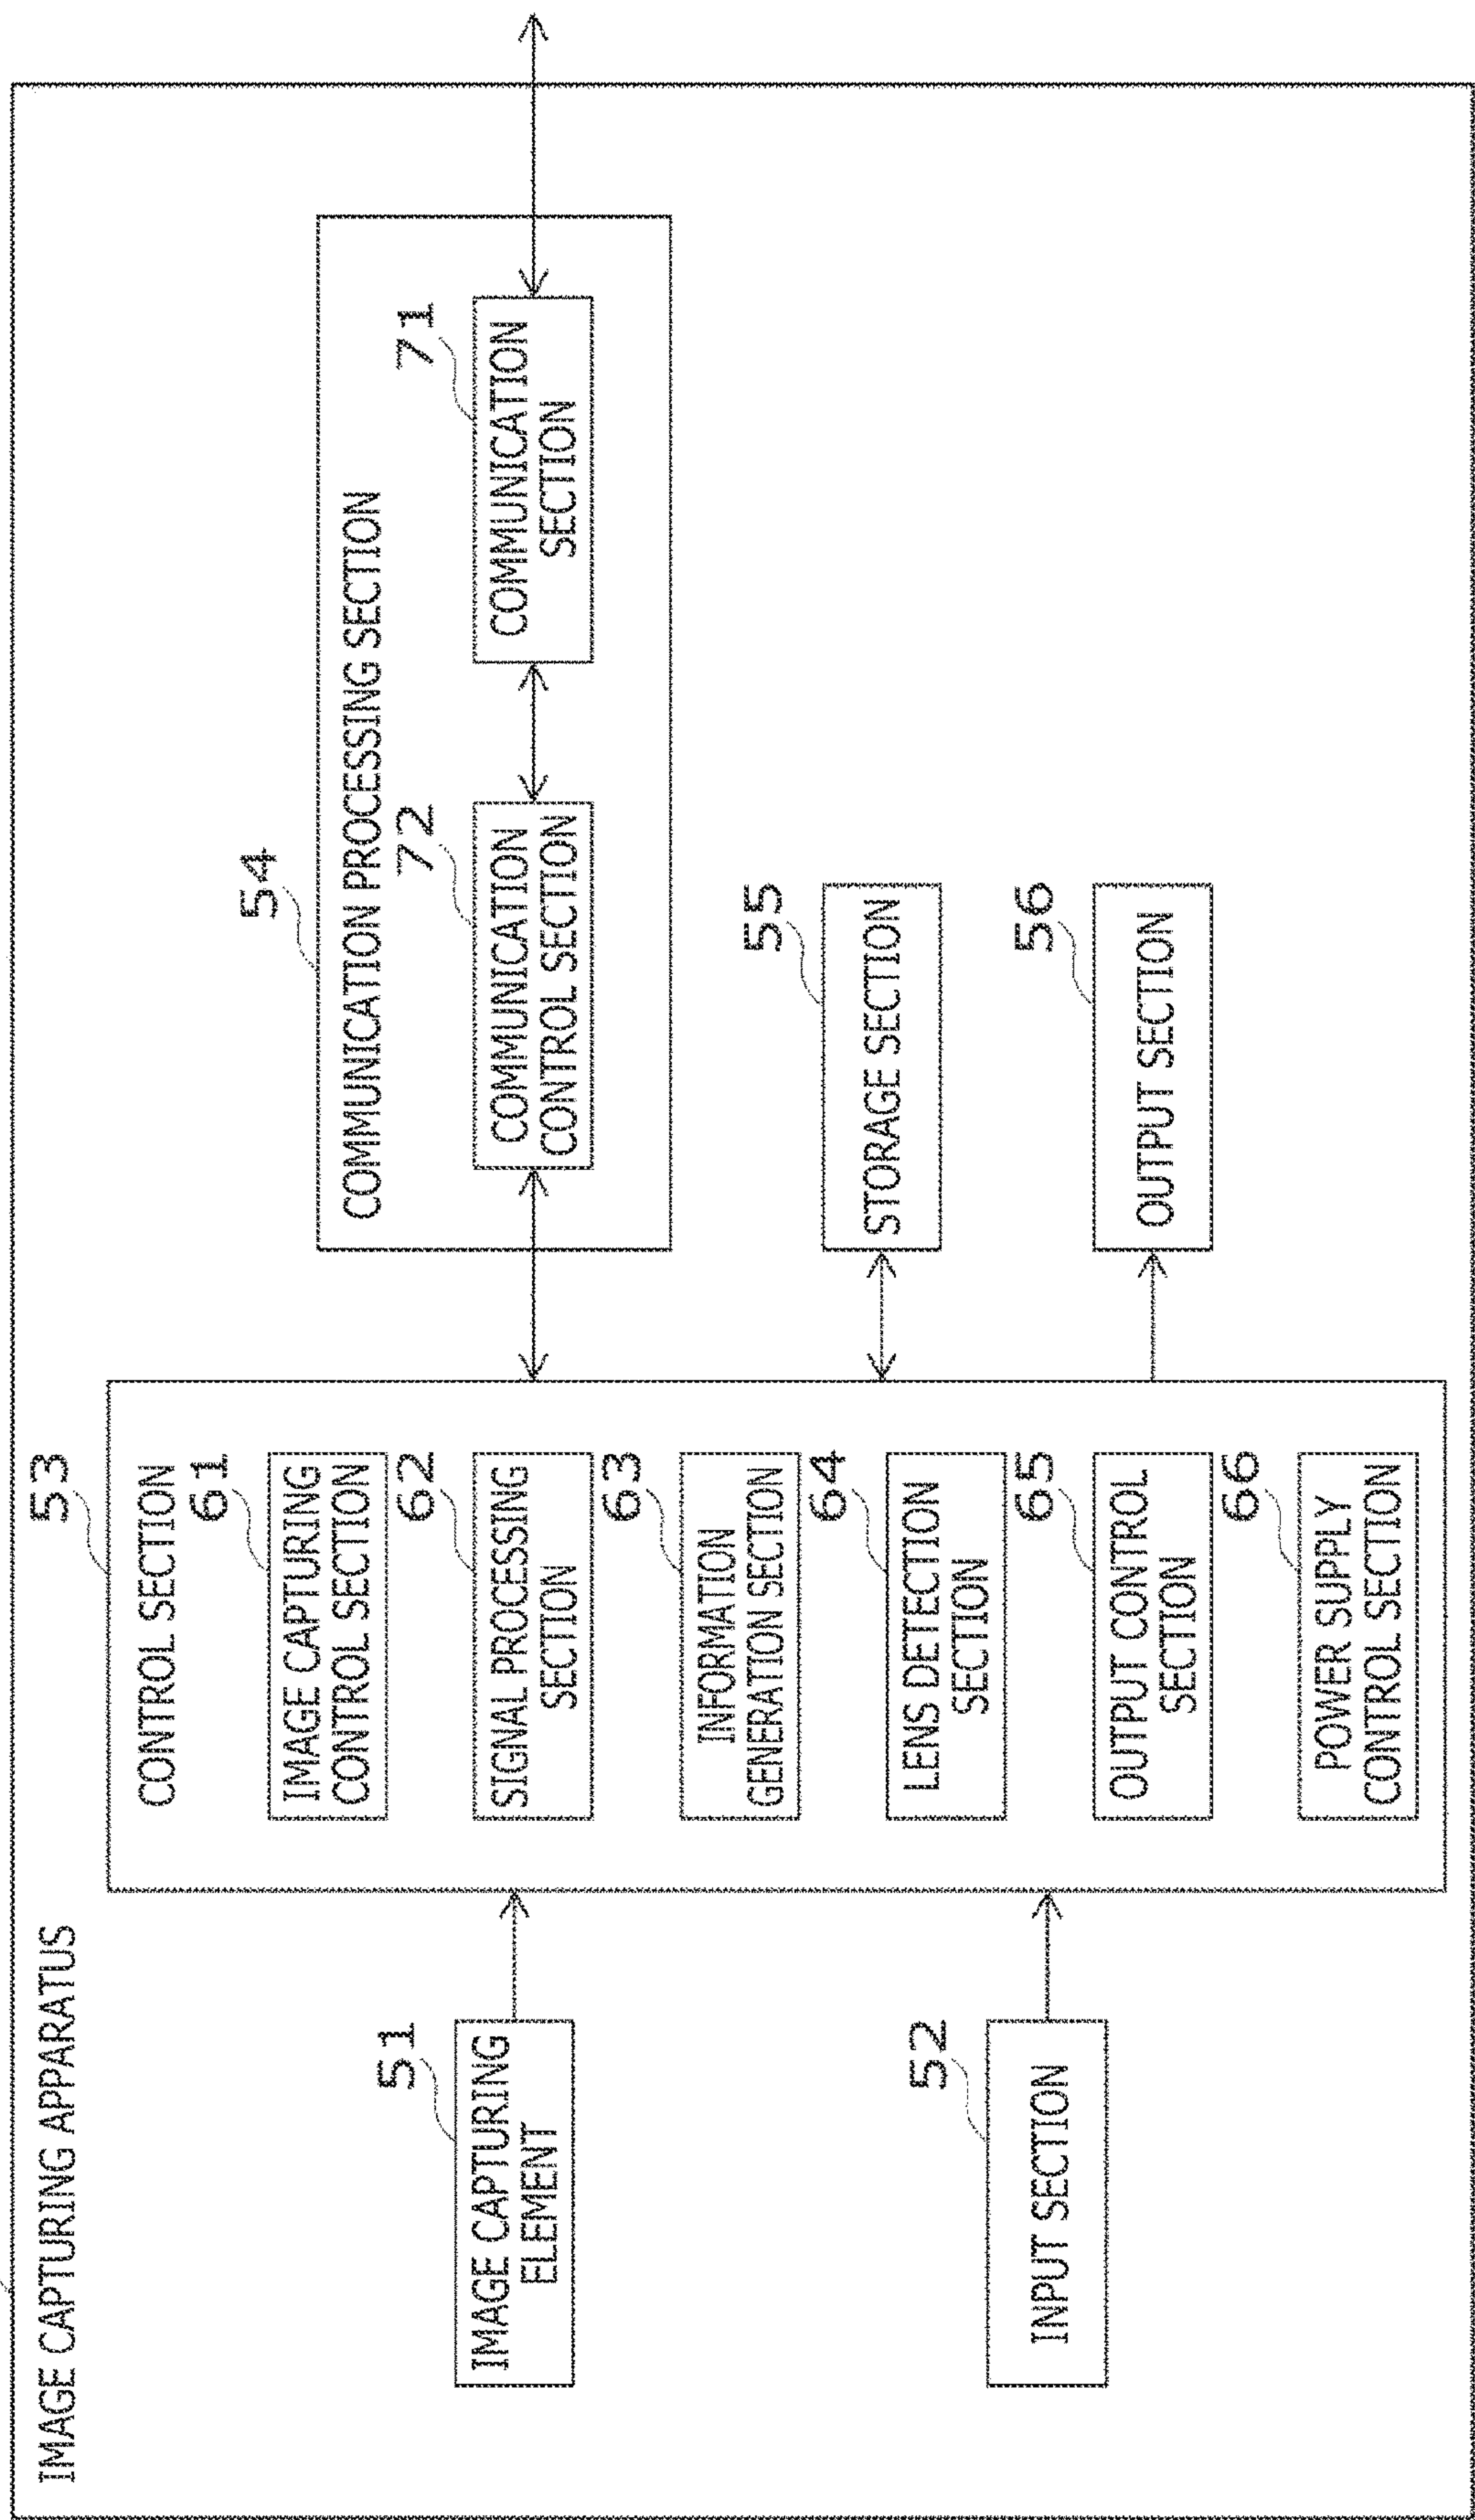 IMAGE CAPTURING APPARATUS
51
IMAGE CAPTURING
ELEMENT
52
INPUT SECTION
53
CONTROL SECTION
61
IMAGE CAPTURING
CONTROL SECTION
62
SIGNAL PROCESSING
SECTION
63
INFORMATION
GENERATION SECTION
64
LENS DETECTION
SECTION
65
OUTPUT CONTROL
SECTION
66
POWER SUPPLY
CONTROL SECTION
54
COMMUNICATION PROCESSING SECTION
72
COMMUNICATION
CONTROL SECTION
71
COMMUNICATION
SECTION
55
STORAGE SECTION
56
OUTPUT SECTION